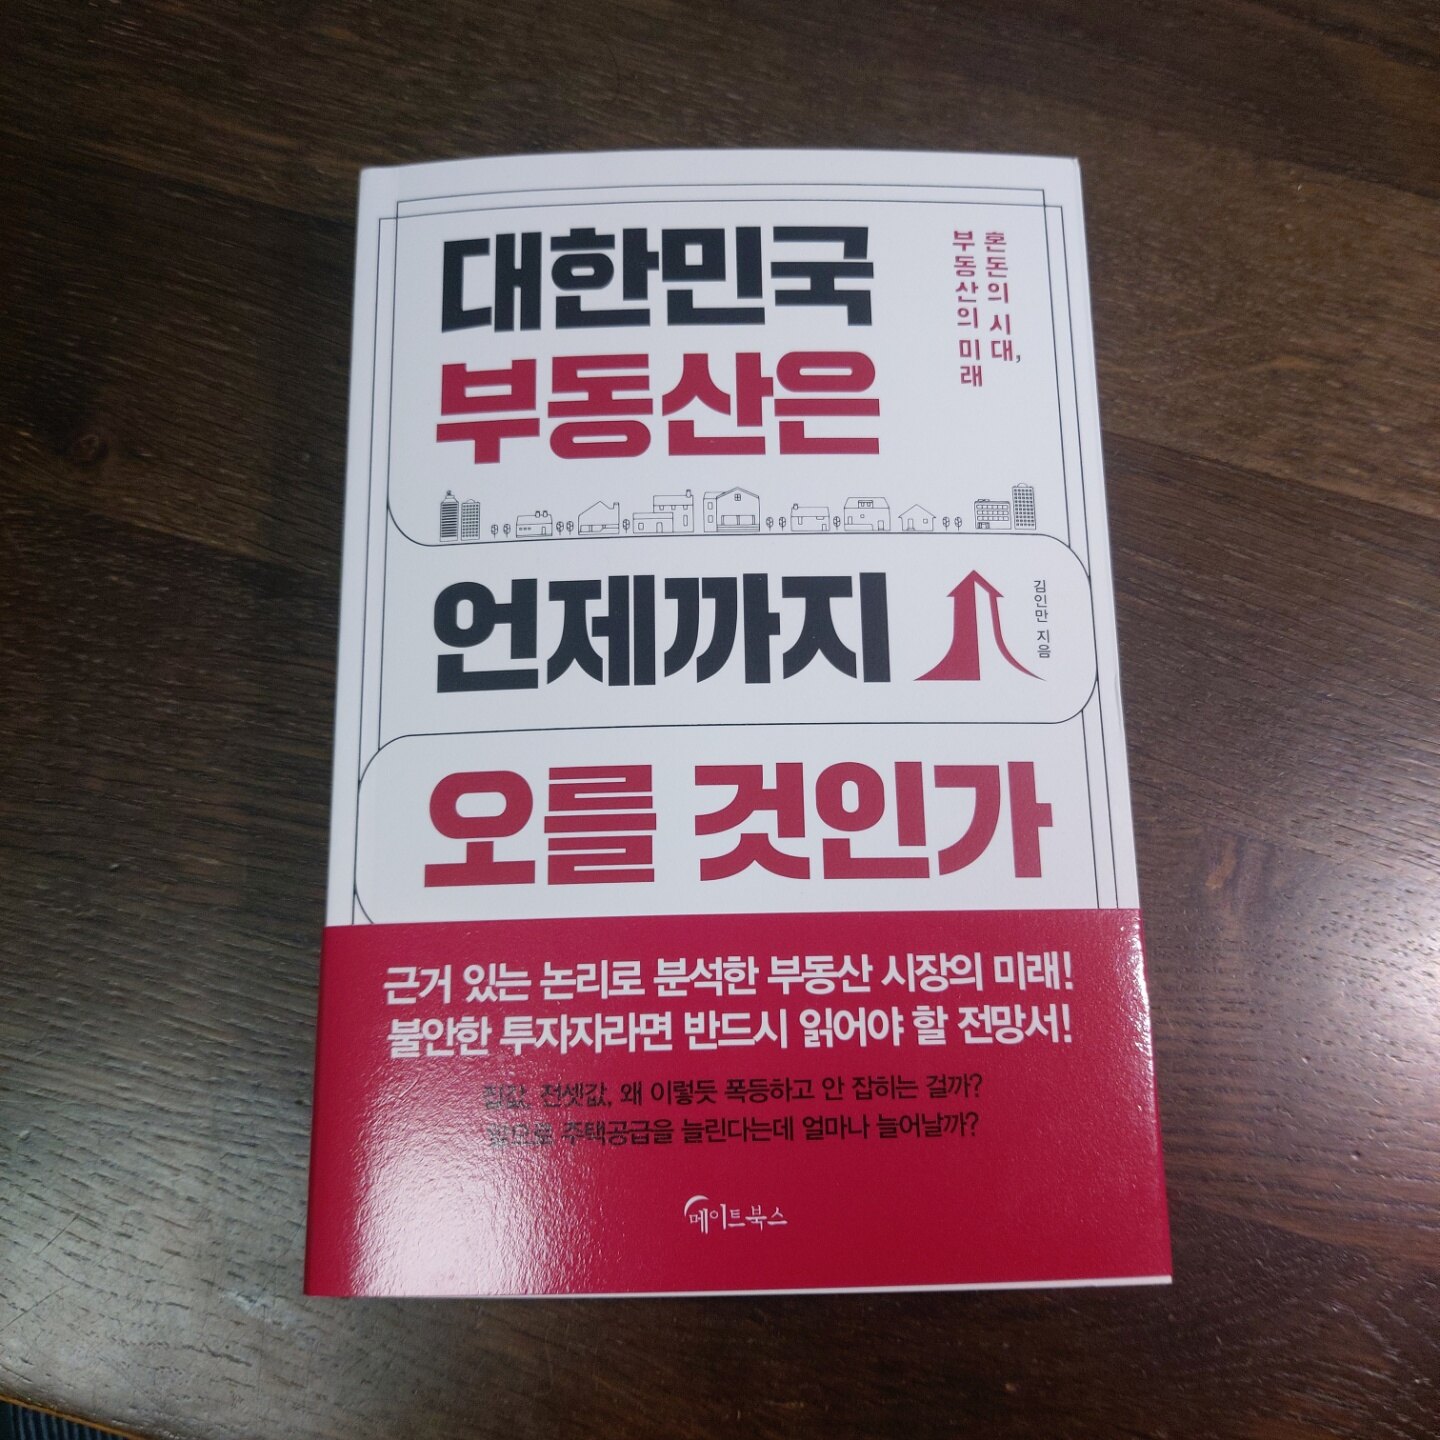 대한민국
부동산은
혼돈의 시대,
부동산의 미래
언제까지
김인만 지음
오를 것인가
근거 있는 논리로 분석한 부동산 시장의 미래!
불안한 투자자라면 반드시 읽어야 할 전망서!
집값, 전셋값, 왜 이렇듯 폭등하고 안 잡히는 걸까?
앞으로 주택공급을 늘린다는데 얼마나 늘어날까?
메이트북스